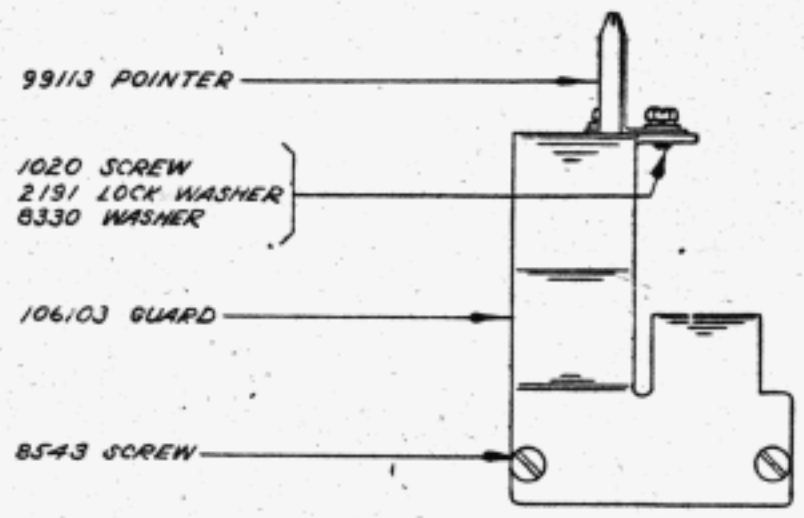 99113 POINTER
1020 SCREW
2191 LOCK WASHER
8330 WASHER
106103 GUARD
8543 SCREW